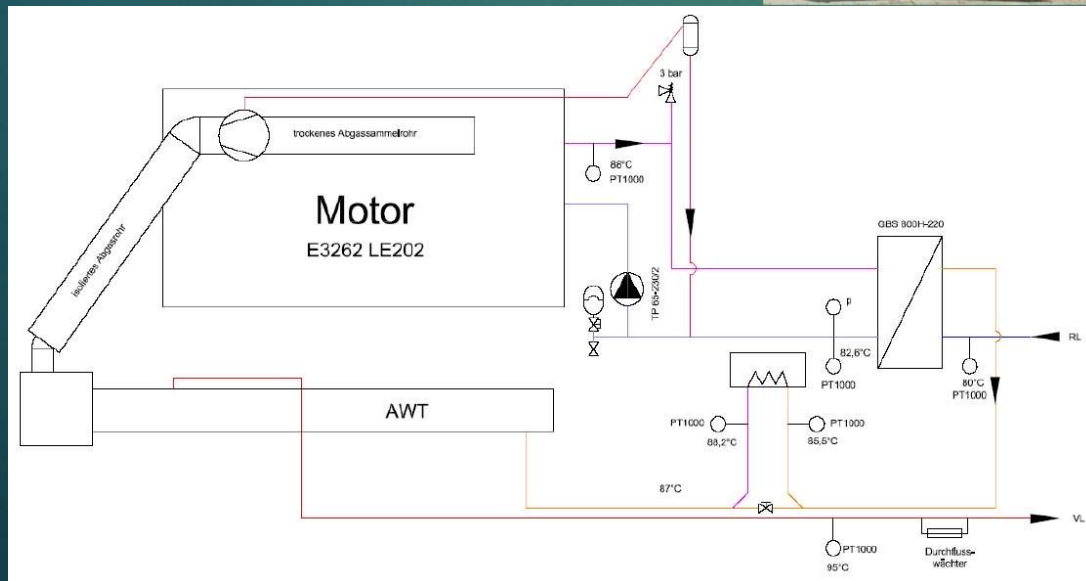 3 bar
trockenes Abgassammelrohr
88°C
PT1000
Motor
E3262 LE202
GBS 800H-220
isoliertes Abgasrohr
TP 65-230/2
p
82,6°C
PT1000
RL
80°C
PT1000
AWT
PT1000
88,2°C
PT1000
85,5°C
87°C
VL
PT1000
95°C
Durchfluss-
wächter